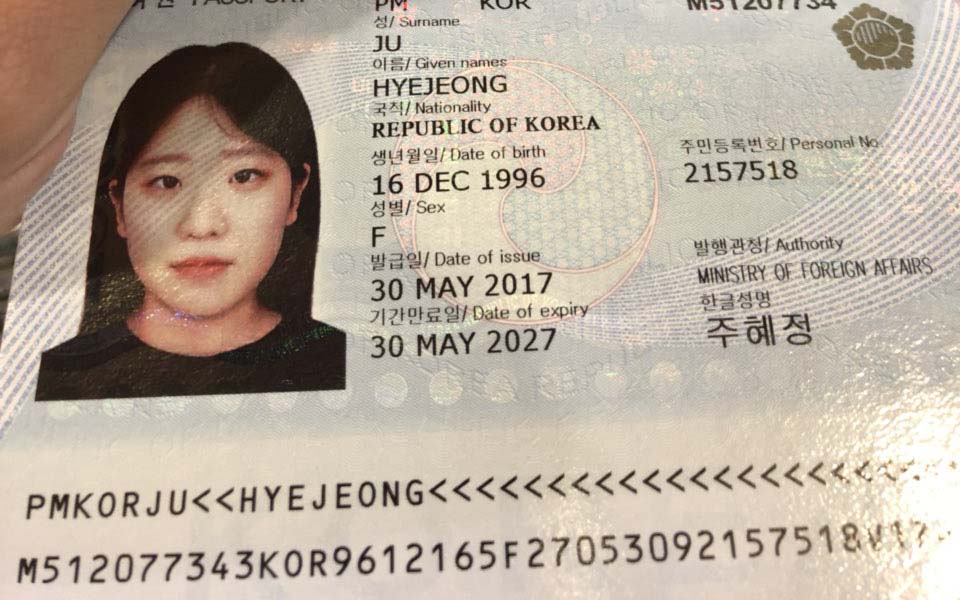 PASSPORT PM KOR M51207734
성/ Surname
JU
이름/ Given names
HYEJEONG
국적/ Nationality
REPUBLIC OF KOREA
생년월일/ Date of birth
16 DEC 1996
주민등록번호/ Personal No.
2157518
성별/ Sex
F
발급일/ Date of issue
30 MAY 2017
발행관청/ Authority
MINISTRY OF FOREIGN AFFAIRS
기간만료일/ Date of expiry
30 MAY 2027
한글성명
주혜정
PMKORJU<<HYEJEONG<<<<<<<<<<<<<<<<<<<<<<<<<<<
M512077343KOR9612165F27053092157518V17